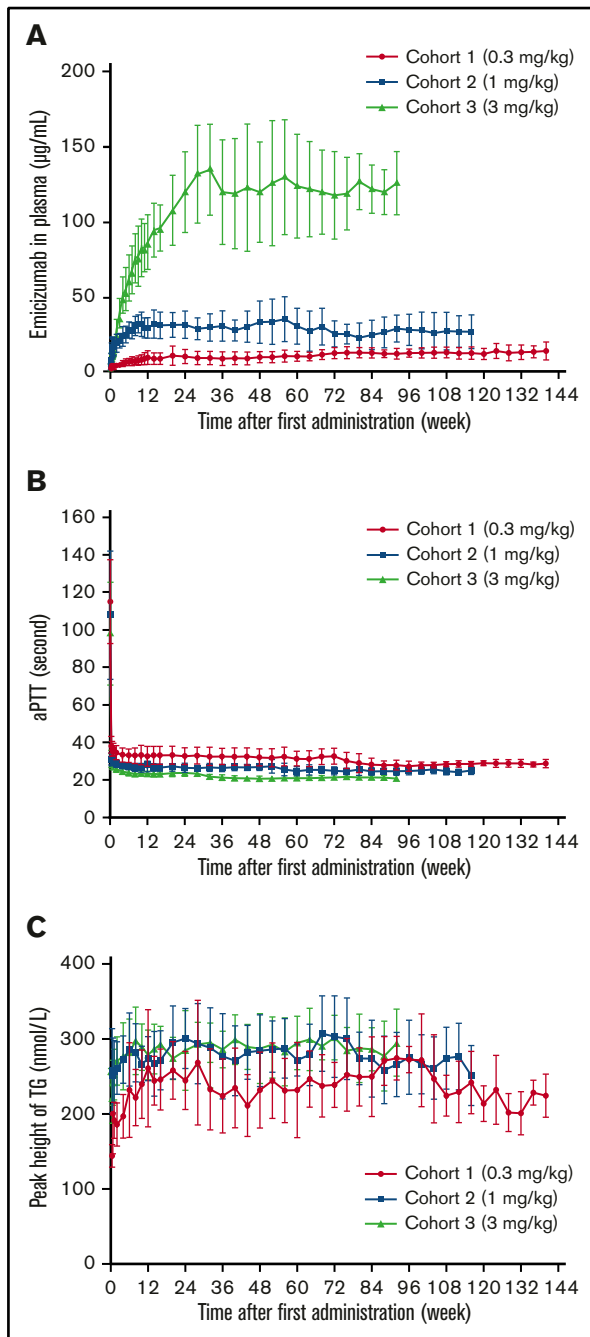 A
Cohort 1 (0.3 mg/kg)
Cohort 2 (1 mg/kg)
Cohort 3 (3 mg/kg)
Emicizumab in plasma (µg/mL)
200
150
100
50
0
0 12 24 36 48 60 72 84 96 108 120 132 144
Time after first administration (week)
B
Cohort 1 (0.3 mg/kg)
Cohort 2 (1 mg/kg)
Cohort 3 (3 mg/kg)
aPTT (second)
160
140
120
100
80
60
40
20
0
0 12 24 36 48 60 72 84 96 108 120 132 144
Time after first administration (week)
C
Peak height of TG (nmol/L)
400
300
200
100
0
Cohort 1 (0.3 mg/kg)
Cohort 2 (1 mg/kg)
Cohort 3 (3 mg/kg)
0 12 24 36 48 60 72 84 96 108 120 132 144
Time after first administration (week)